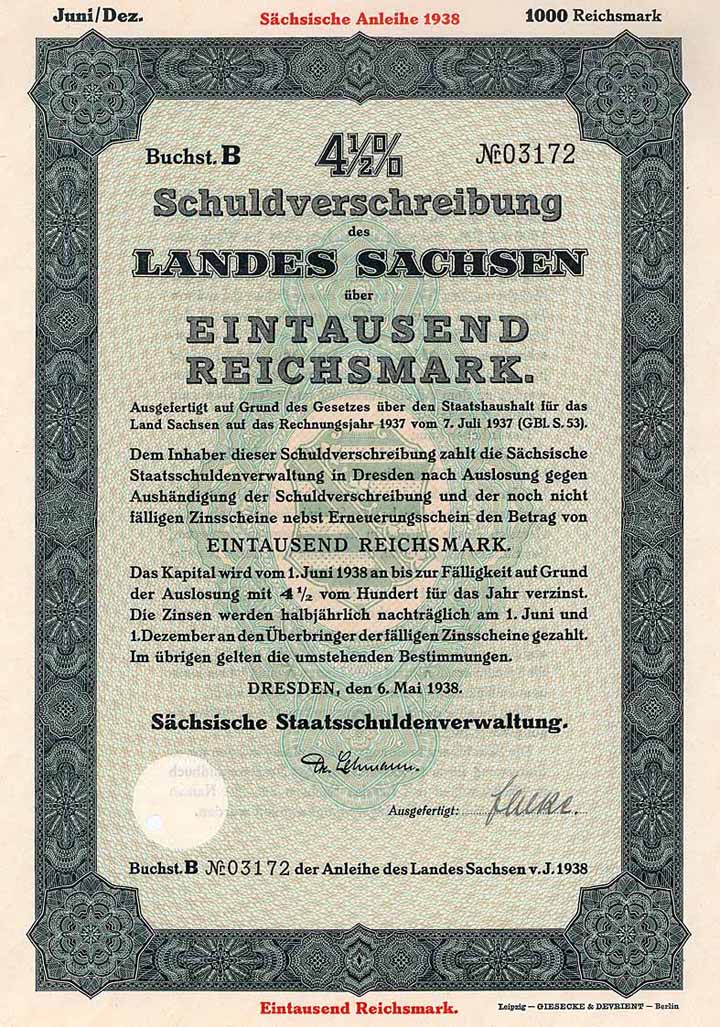 Juni/Dez. Sächsische Anleihe 1938 1000 Reichsmark
Buchst. B 4½% № 03172
Schuldverschreibung
des
LANDES SACHSEN
über
EINTAUSEND
REICHSMARK.
Ausgefertigt auf Grund des Gesetzes über den Staatshaushalt für das
Land Sachsen auf das Rechnungsjahr 1937 vom 7. Juli 1937 (GBl. S. 53).
Dem Inhaber dieser Schuldverschreibung zahlt die Sächsische
Staatsschuldenverwaltung in Dresden nach Auslosung gegen
Aushändigung der Schuldverschreibung und der noch nicht
fälligen Zinsscheine nebst Erneuerungsschein den Betrag von
EINTAUSEND REICHSMARK.
Das Kapital wird vom 1. Juni 1938 an bis zur Fälligkeit auf Grund
der Auslosung mit 4½ vom Hundert für das Jahr verzinst.
Die Zinsen werden halbjährlich nachträglich am 1. Juni und
1. Dezember an den Überbringer der fälligen Zinsscheine gezahlt.
Im übrigen gelten die umstehenden Bestimmungen.
DRESDEN, den 6. Mai 1938.
Sächsische Staatsschuldenverwaltung.
Dr. Lehmann.
Ausgefertigt:
Buchst. B № 03172 der Anleihe des Landes Sachsen v. J. 1938
Eintausend Reichsmark. Leipzig — GIESECKE & DEVRIENT — Berlin